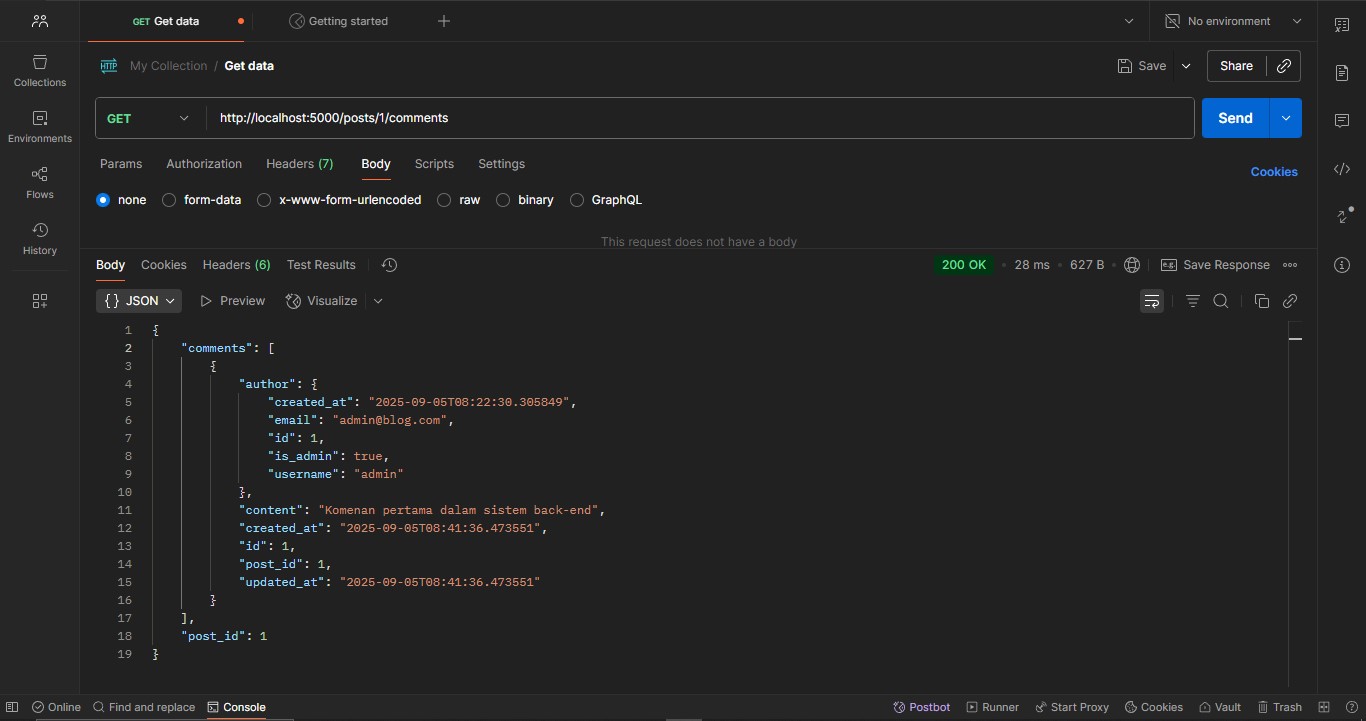 GET Get data
Getting started
No environment
My Collection / Get data
Save
Share
Collections
GET
http://localhost:5000/posts/1/comments
Send
Environments
Params Authorization Headers (7) Body Scripts Settings
Cookies
Flows
none form-data x-www-form-urlencoded raw binary GraphQL
History
This request does not have a body
Body Cookies Headers (6) Test Results
200 OK • 28 ms • 627 B •
e.g. Save Response
{} JSON Preview Visualize
1 {
2 "comments": [
3 {
4 "author": {
5 "created_at": "2025-09-05T08:22:30.305849",
6 "email": "admin@blog.com",
7 "id": 1,
8 "is_admin": true,
9 "username": "admin"
10 },
11 "content": "Komenan pertama dalam sistem back-end",
12 "created_at": "2025-09-05T08:41:36.473551",
13 "id": 1,
14 "post_id": 1,
15 "updated_at": "2025-09-05T08:41:36.473551"
16 }
17 ],
18 "post_id": 1
19 }
Online Find and replace Console
Postbot Runner Start Proxy Cookies Vault Trash